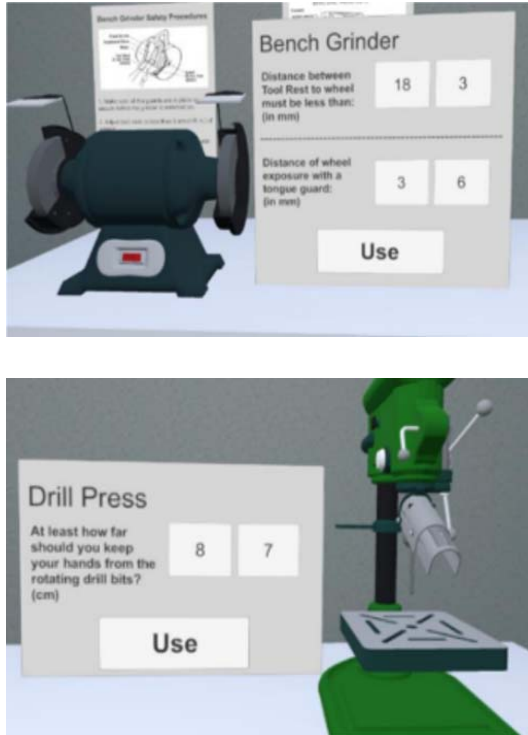 Bench Grinder Safety Procedures
Bench Grinder
Distance between
Tool Rest to wheel
must be less than:
(in mm)
18
3
Distance of wheel
exposure with a
tongue guard:
(in mm)
3
6
Use
Drill Press
At least how far
should you keep
your hands from the
rotating drill bits?
(cm)
8
7
Use